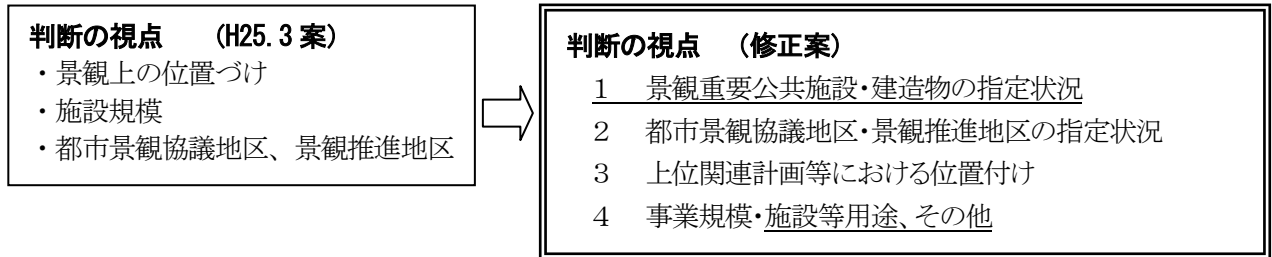 判断の視点　（H25.3 案）
・景観上の位置づけ
・施設規模
・都市景観協議地区、景観推進地区
判断の視点　（修正案）
１　景観重要公共施設・建造物の指定状況
２　都市景観協議地区・景観推進地区の指定状況
３　上位関連計画等における位置付け
４　事業規模・施設等用途、その他